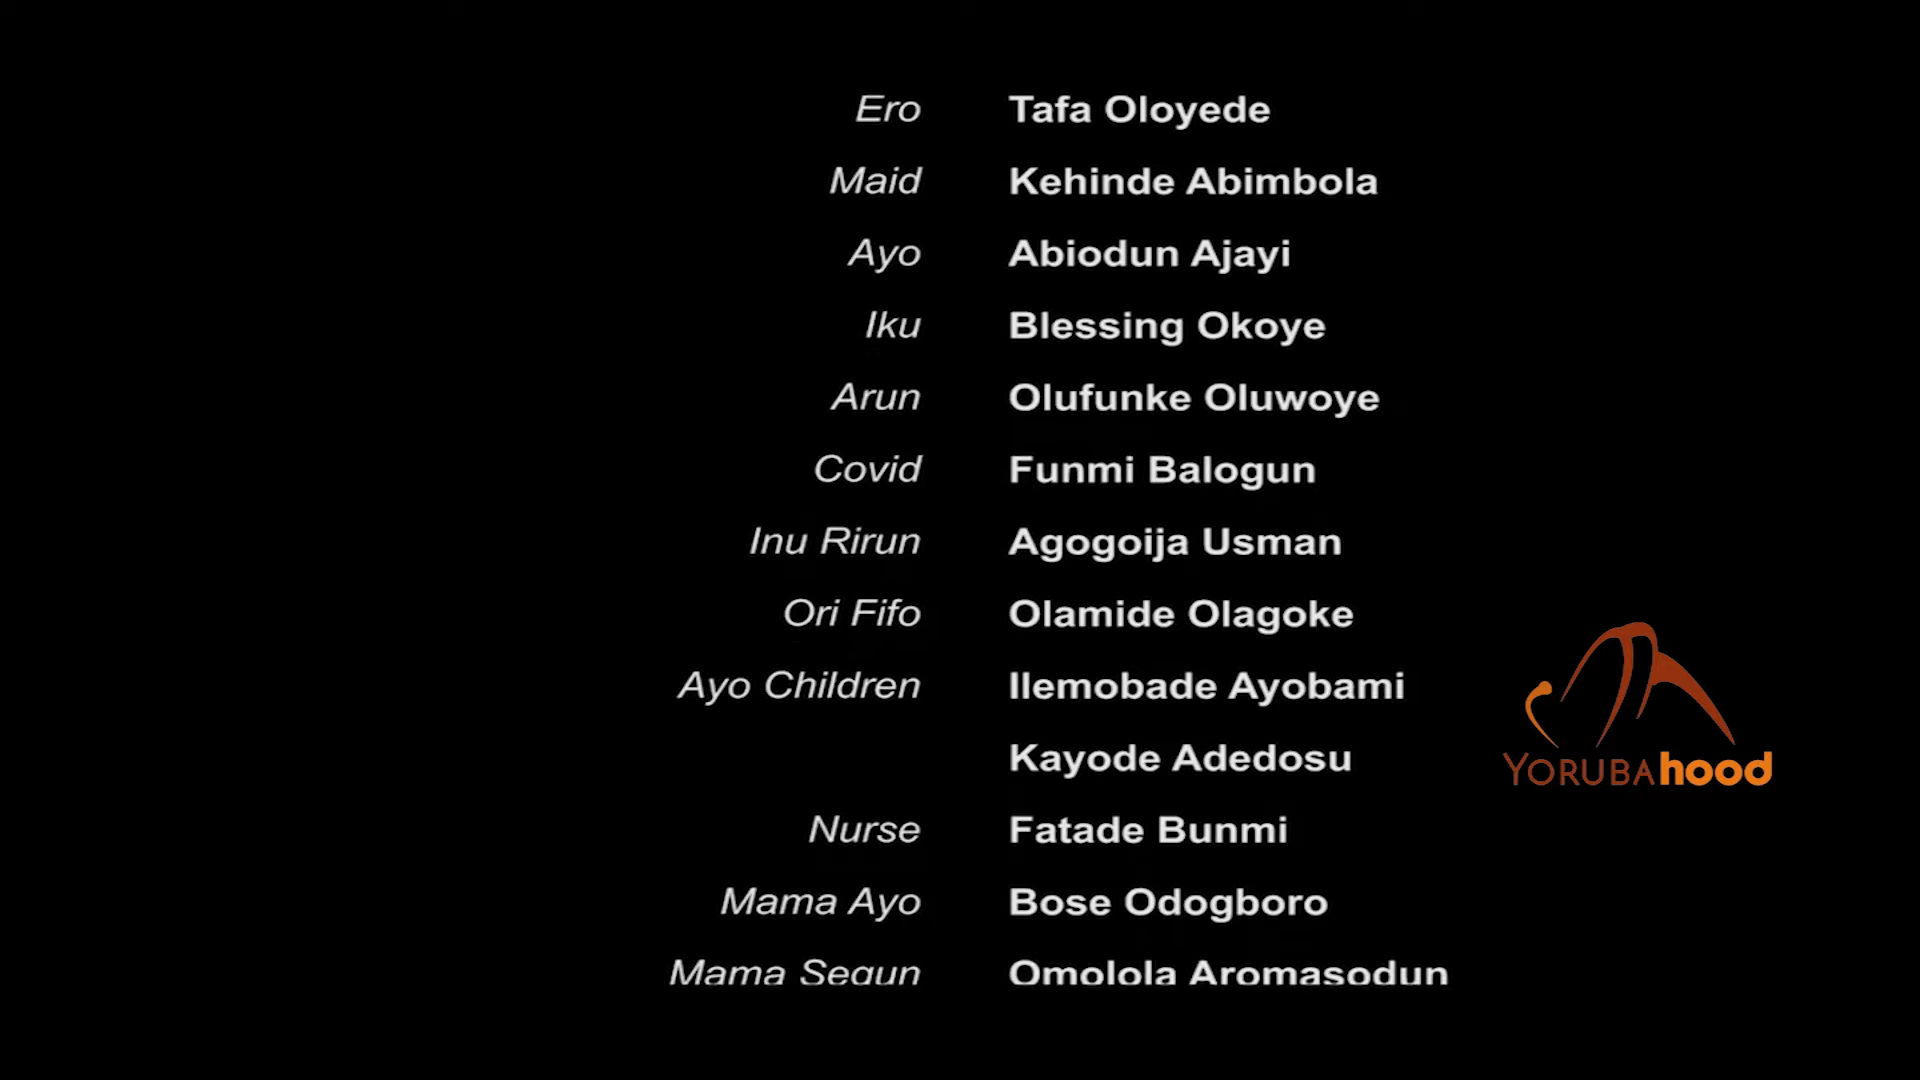 Ero Tafa Oloyede
Maid Kehinde Abimbola
Ayo Abiodun Ajayi
Iku Blessing Okoye
Arun Olufunke Oluwoye
Covid Funmi Balogun
Inu Rirun Agogoija Usman
Ori Fifo Olamide Olagoke
Ayo Children Ilemobade Ayobami
Kayode Adedosu
YORUBAhood
Nurse Fatade Bunmi
Mama Ayo Bose Odogboro
Mama Segun Omolola Aromasodun